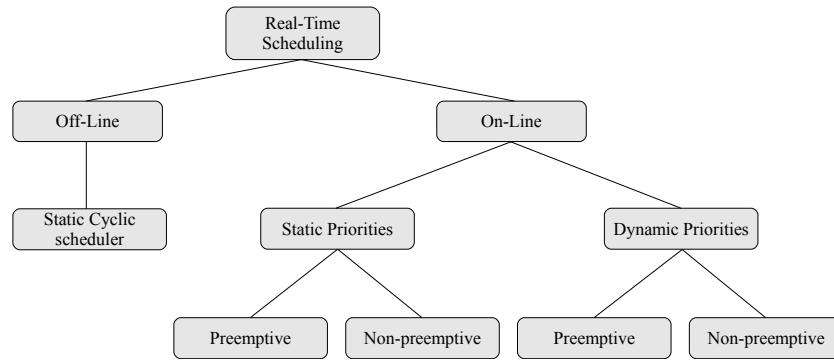 Real-Time
Scheduling
Off-Line
On-Line
Static Cyclic
scheduler
Static Priorities
Dynamic Priorities
Preemptive
Non-preemptive
Preemptive
Non-preemptive